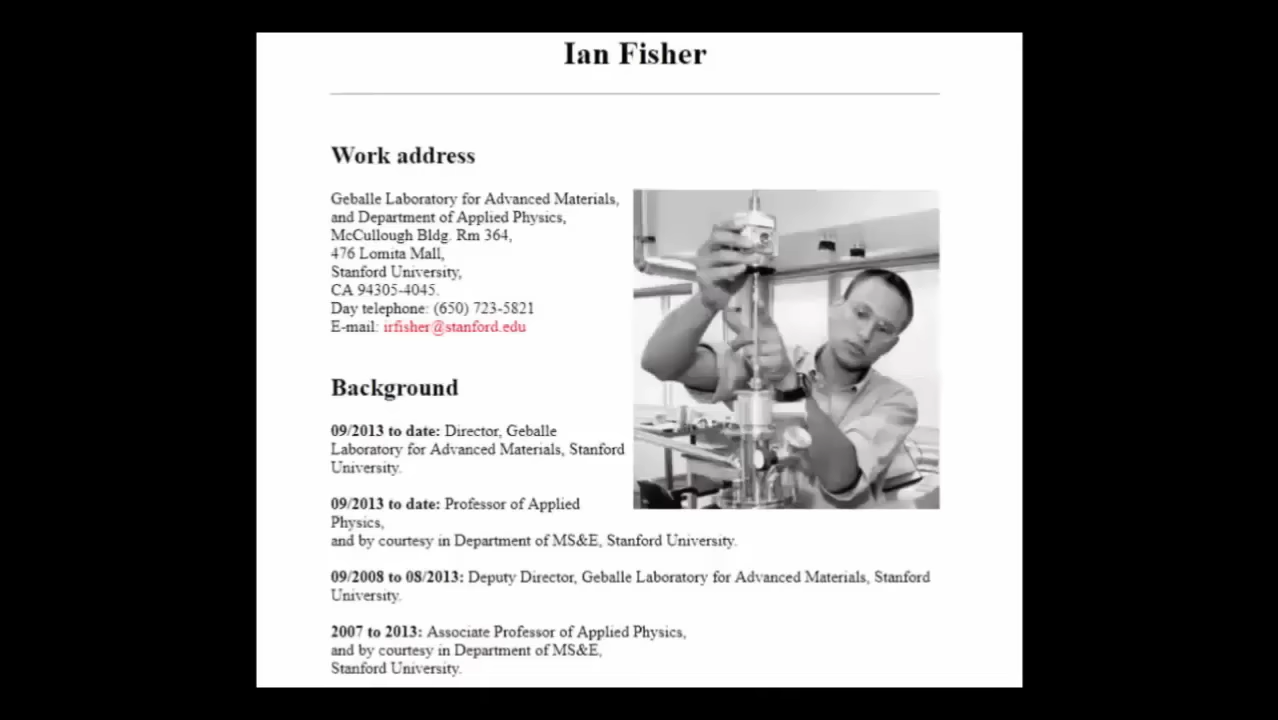 Ian Fisher
Work address
Geballe Laboratory for Advanced Materials,
and Department of Applied Physics,
McCullough Bldg. Rm 364,
476 Lomita Mall,
Stanford University,
CA 94305-4045.
Day telephone: (650) 723-5821
E-mail: irfisher@stanford.edu
Background
09/2013 to date: Director, Geballe
Laboratory for Advanced Materials, Stanford
University.
09/2013 to date: Professor of Applied
Physics,
and by courtesy in Department of MS&E, Stanford University.
09/2008 to 08/2013: Deputy Director, Geballe Laboratory for Advanced Materials, Stanford
University.
2007 to 2013: Associate Professor of Applied Physics,
and by courtesy in Department of MS&E,
Stanford University.